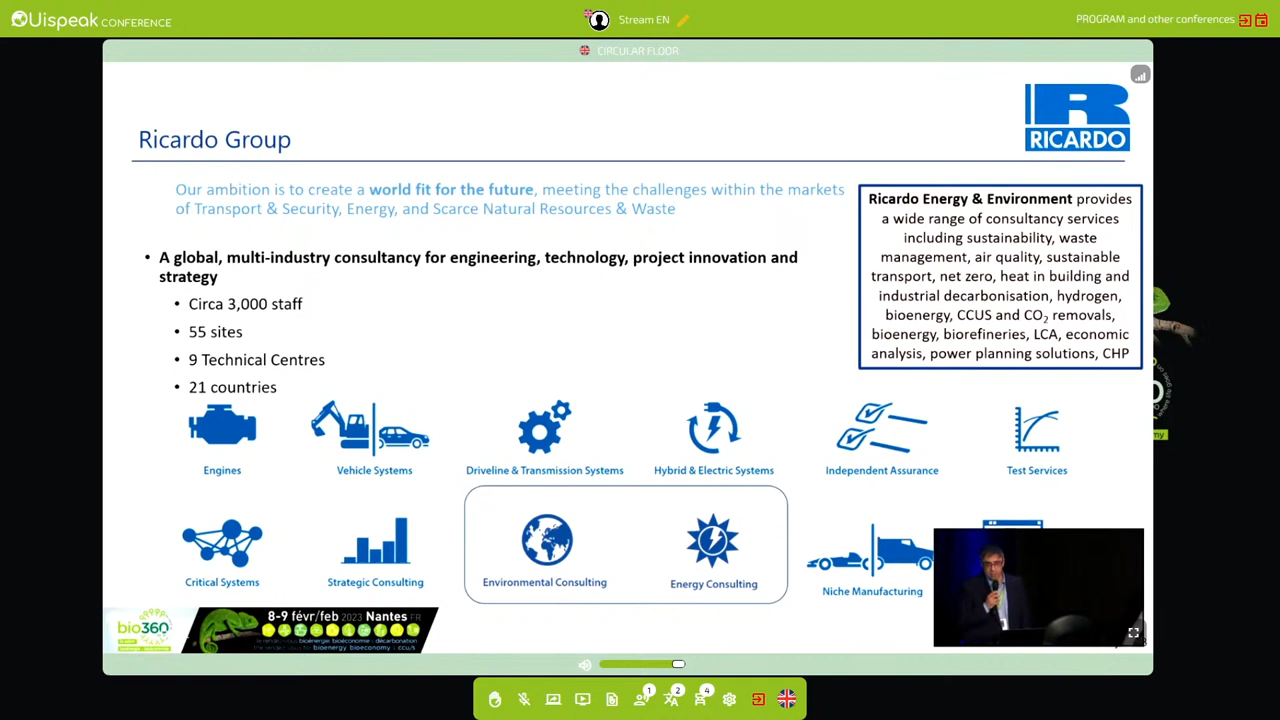 Uispeak CONFERENCE
Stream EN
PROGRAM and other conferences
CIRCULAR FLOOR
RICARDO
Ricardo Group
Our ambition is to create a world fit for the future, meeting the challenges within the markets
of Transport & Security, Energy, and Scarce Natural Resources & Waste
Ricardo Energy & Environment provides
a wide range of consultancy services
including sustainability, waste
management, air quality, sustainable
transport, net zero, heat in building and
industrial decarbonisation, hydrogen,
bioenergy, CCUS and CO₂ removals,
bioenergy, biorefineries, LCA, economic
analysis, power planning solutions, CHP
• A global, multi-industry consultancy for engineering, technology, project innovation and
strategy
• Circa 3,000 staff
• 55 sites
• 9 Technical Centres
• 21 countries
Engines
Vehicle Systems
Driveline & Transmission Systems
Hybrid & Electric Systems
Independent Assurance
Test Services
Critical Systems
Strategic Consulting
Environmental Consulting
Energy Consulting
Niche Manufacturing
bio360
8-9 févr/feb 2023 Nantes FR
bioenergy bioeconomy : ccu/s
1
2
4